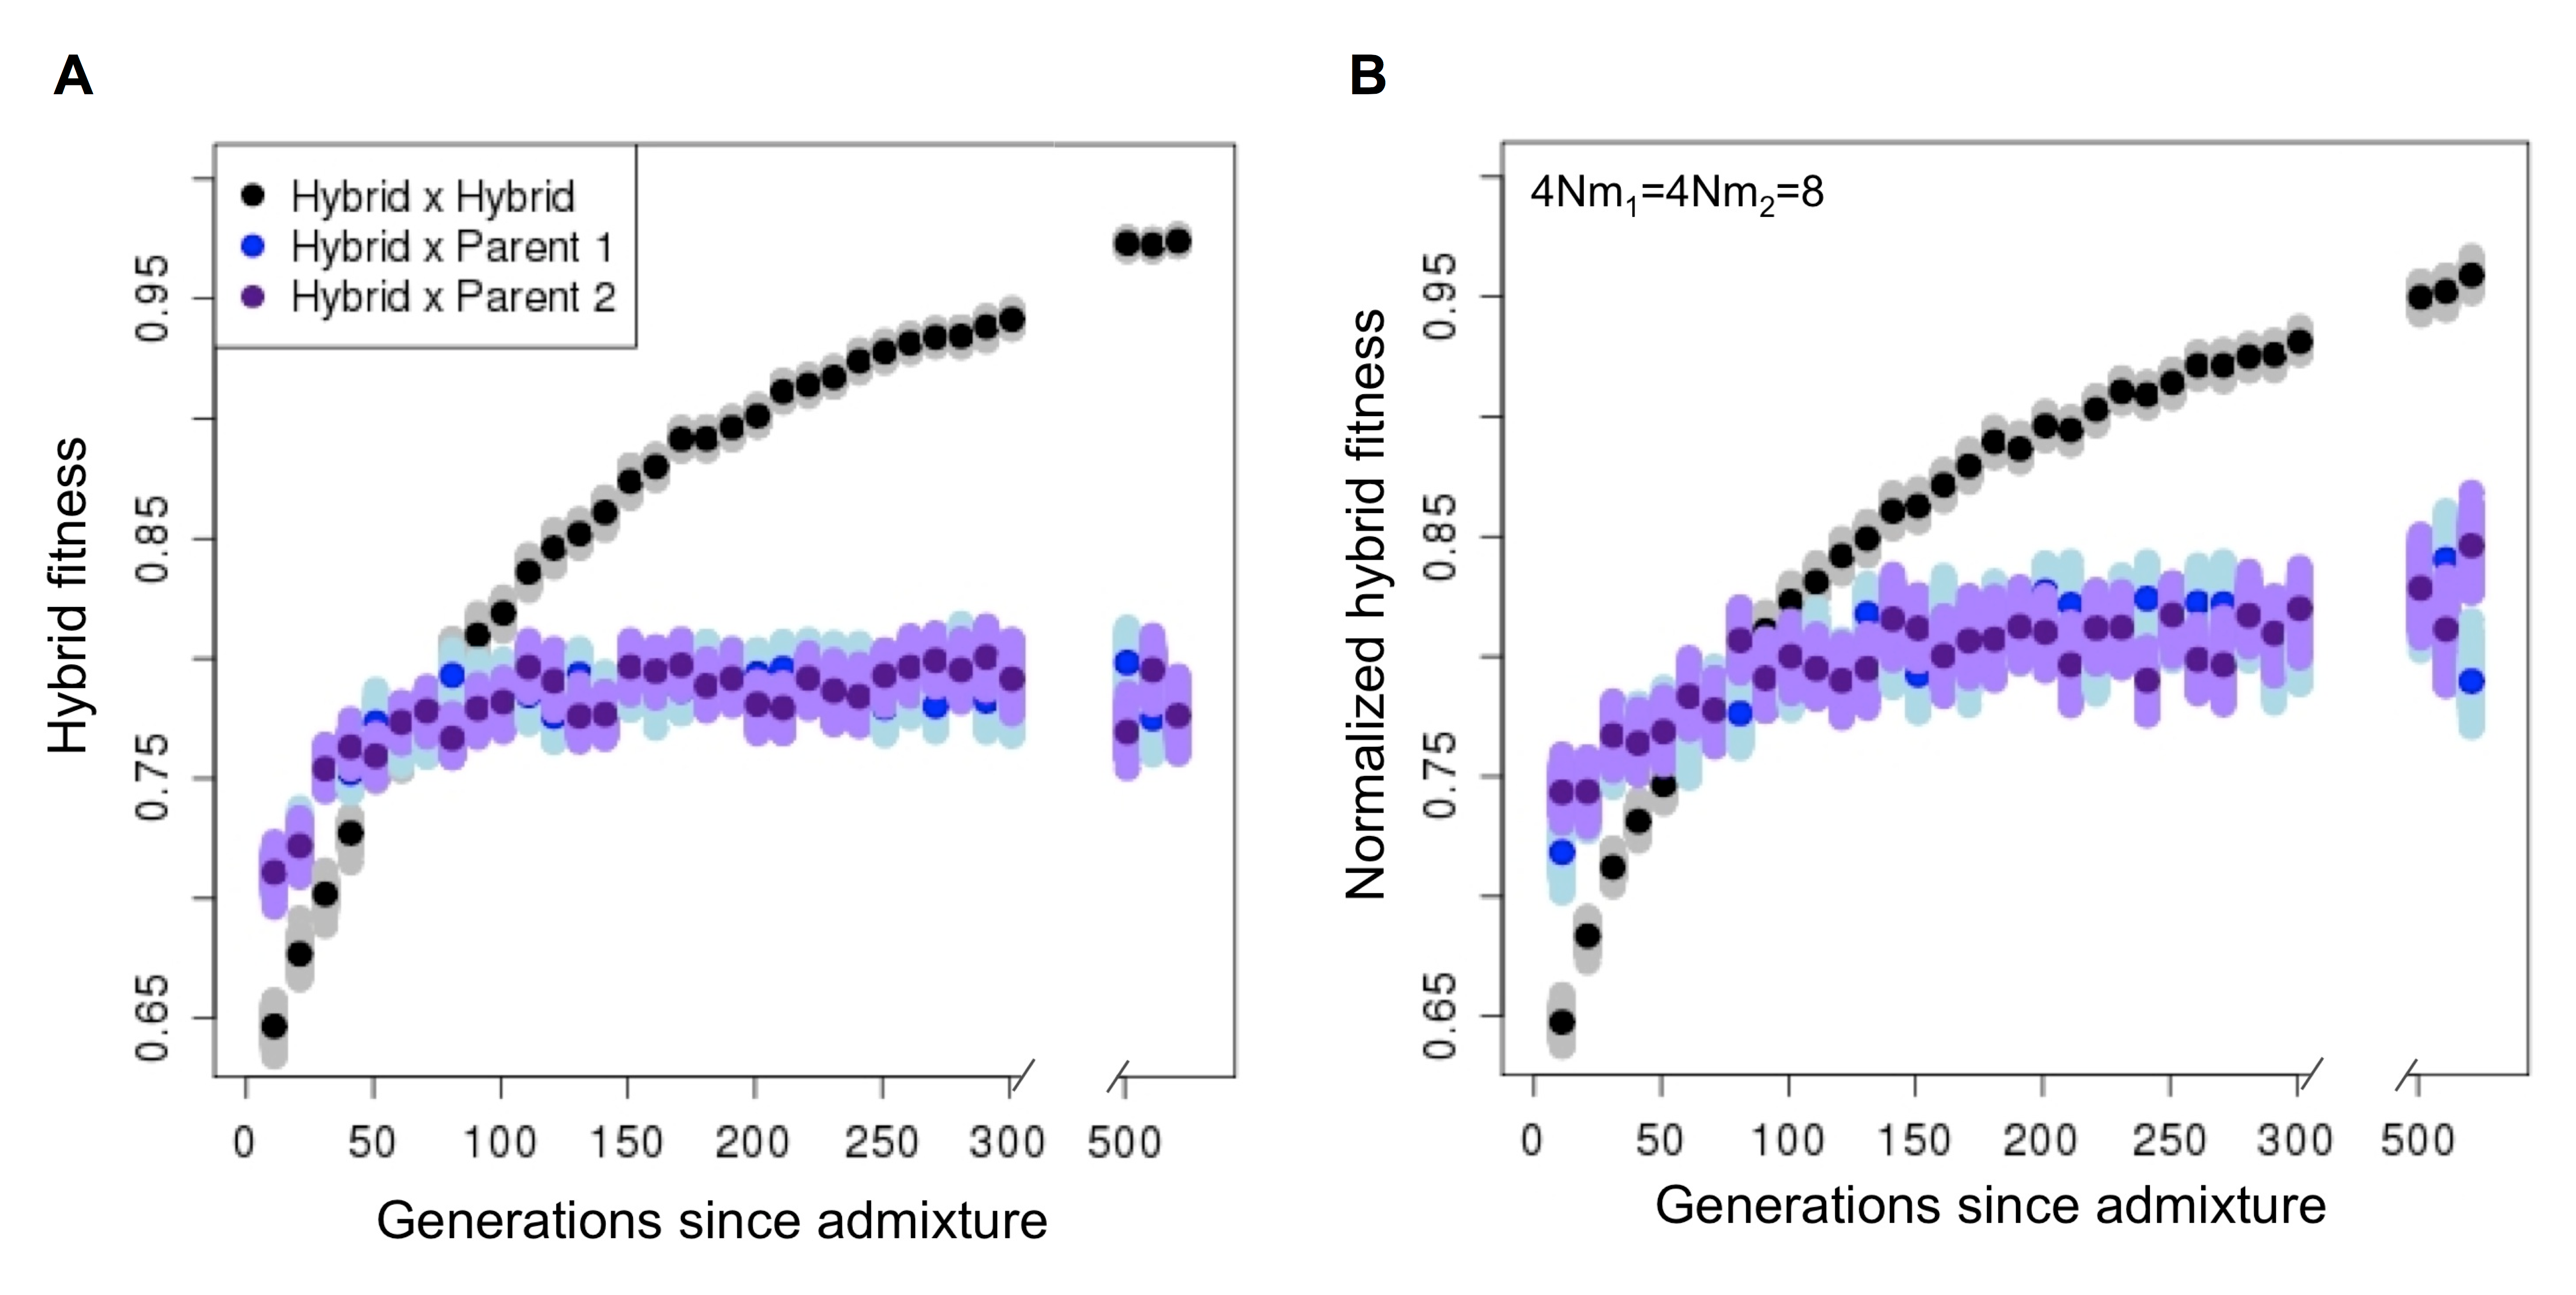 A
Hybrid x Hybrid
Hybrid x Parent 1
Hybrid x Parent 2
Hybrid fitness
0.95
0.85
0.75
0.65
0 50 100 150 200 250 300 500
Generations since admixture
B
4Nm₁=4Nm₂=8
Normalized hybrid fitness
0.95
0.85
0.75
0.65
0 50 100 150 200 250 300 500
Generations since admixture